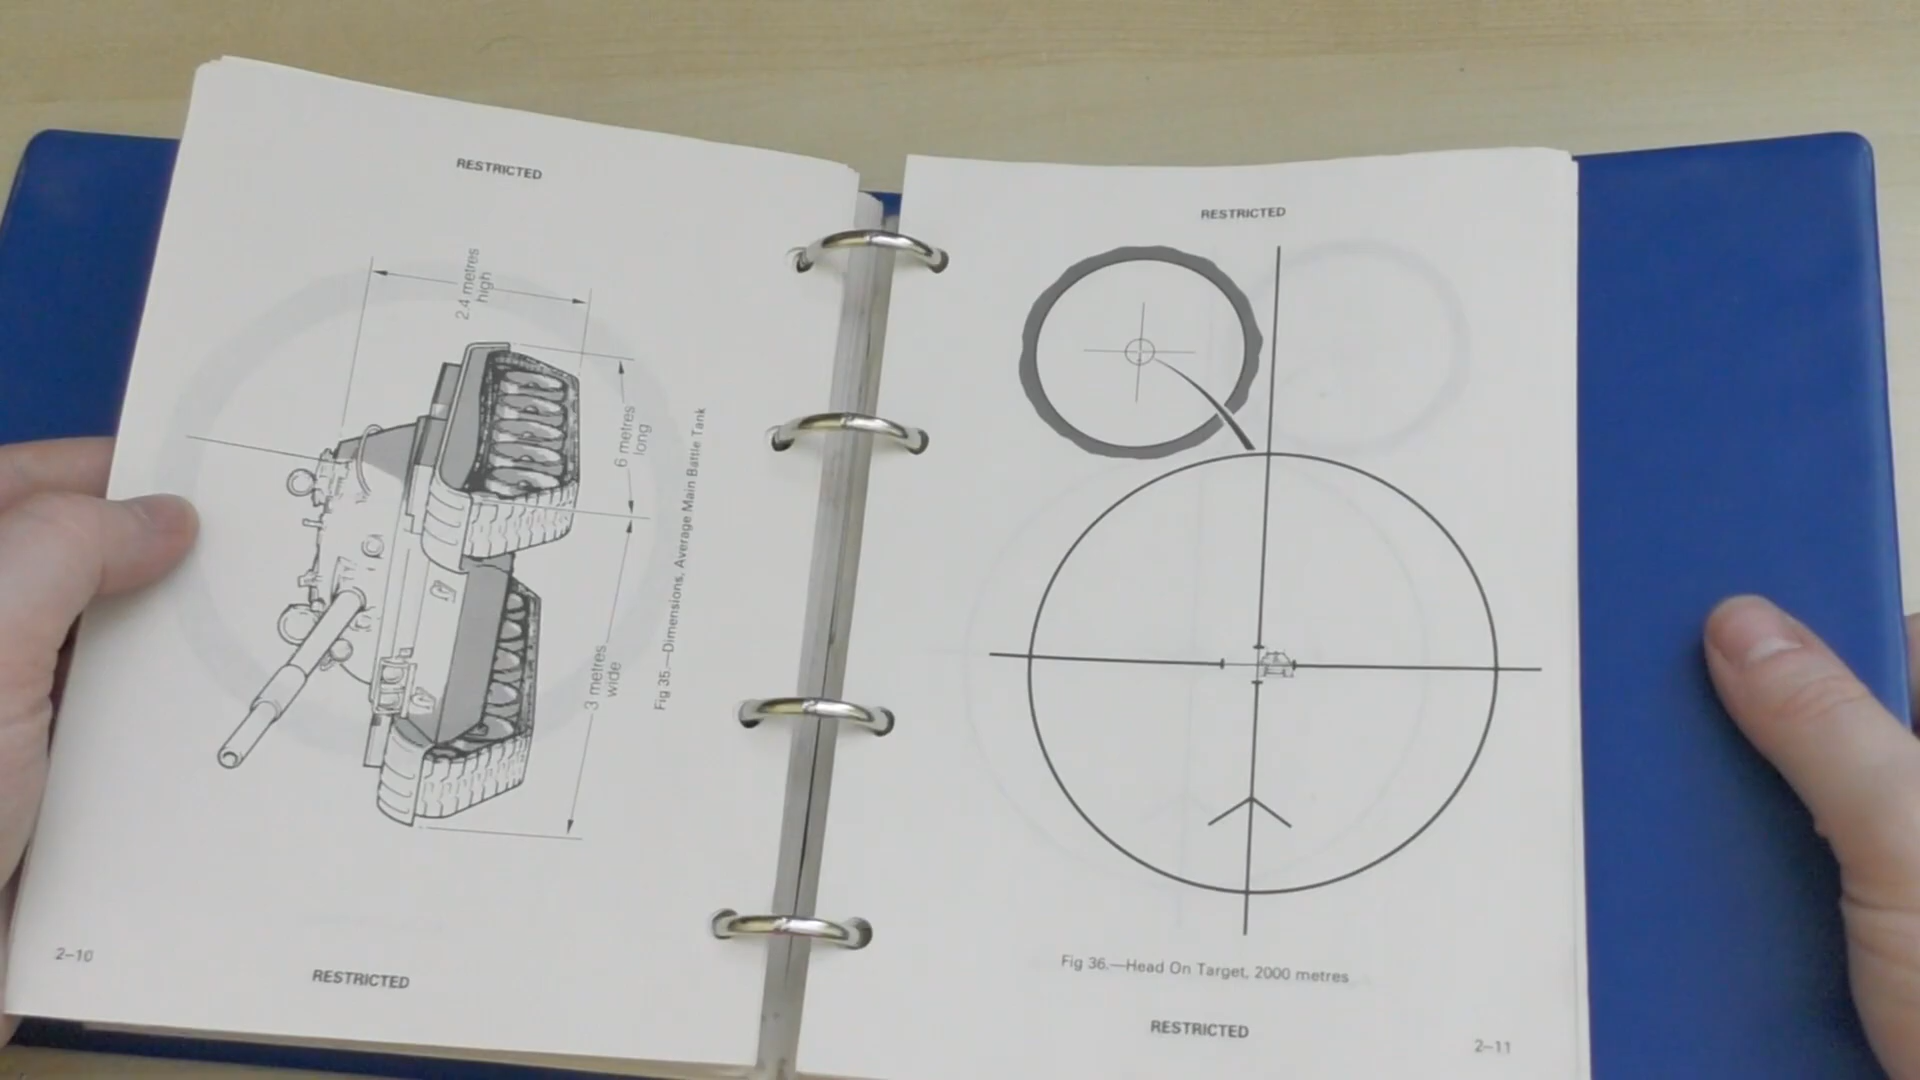 RESTRICTED
2.4 metres
high
6 metres
long
3 metres
wide
Fig 35.—Dimensions, Average Main Battle Tank
2–10
RESTRICTED
RESTRICTED
Fig 36.—Head On Target, 2000 metres
RESTRICTED
2–11